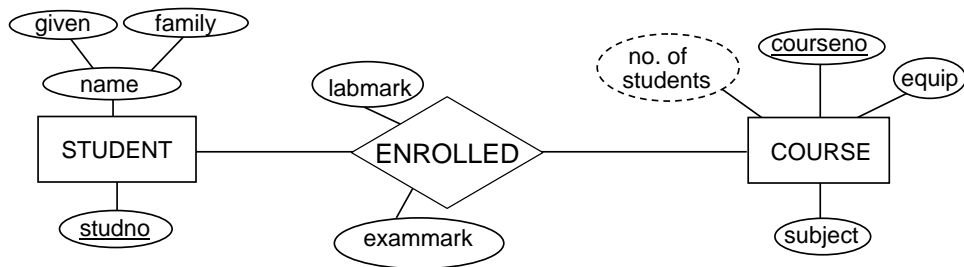 given
family
name
STUDENT
studno
labmark
ENROLLED
exammark
no. of
students
courseno
equip
COURSE
subject